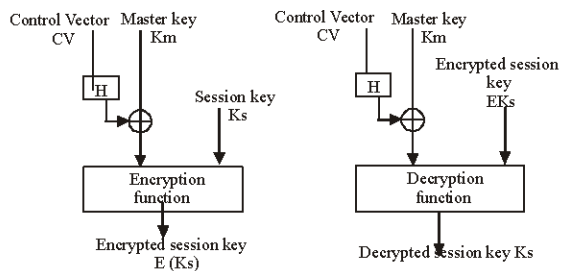 Control Vector
CV
Master key
Km
H
Session key
Ks
Encryption
function
Encrypted session key
E (Ks)
Control Vector
CV
Master key
Km
H
Encrypted session
key
EKs
Decryption
function
Decrypted session key Ks